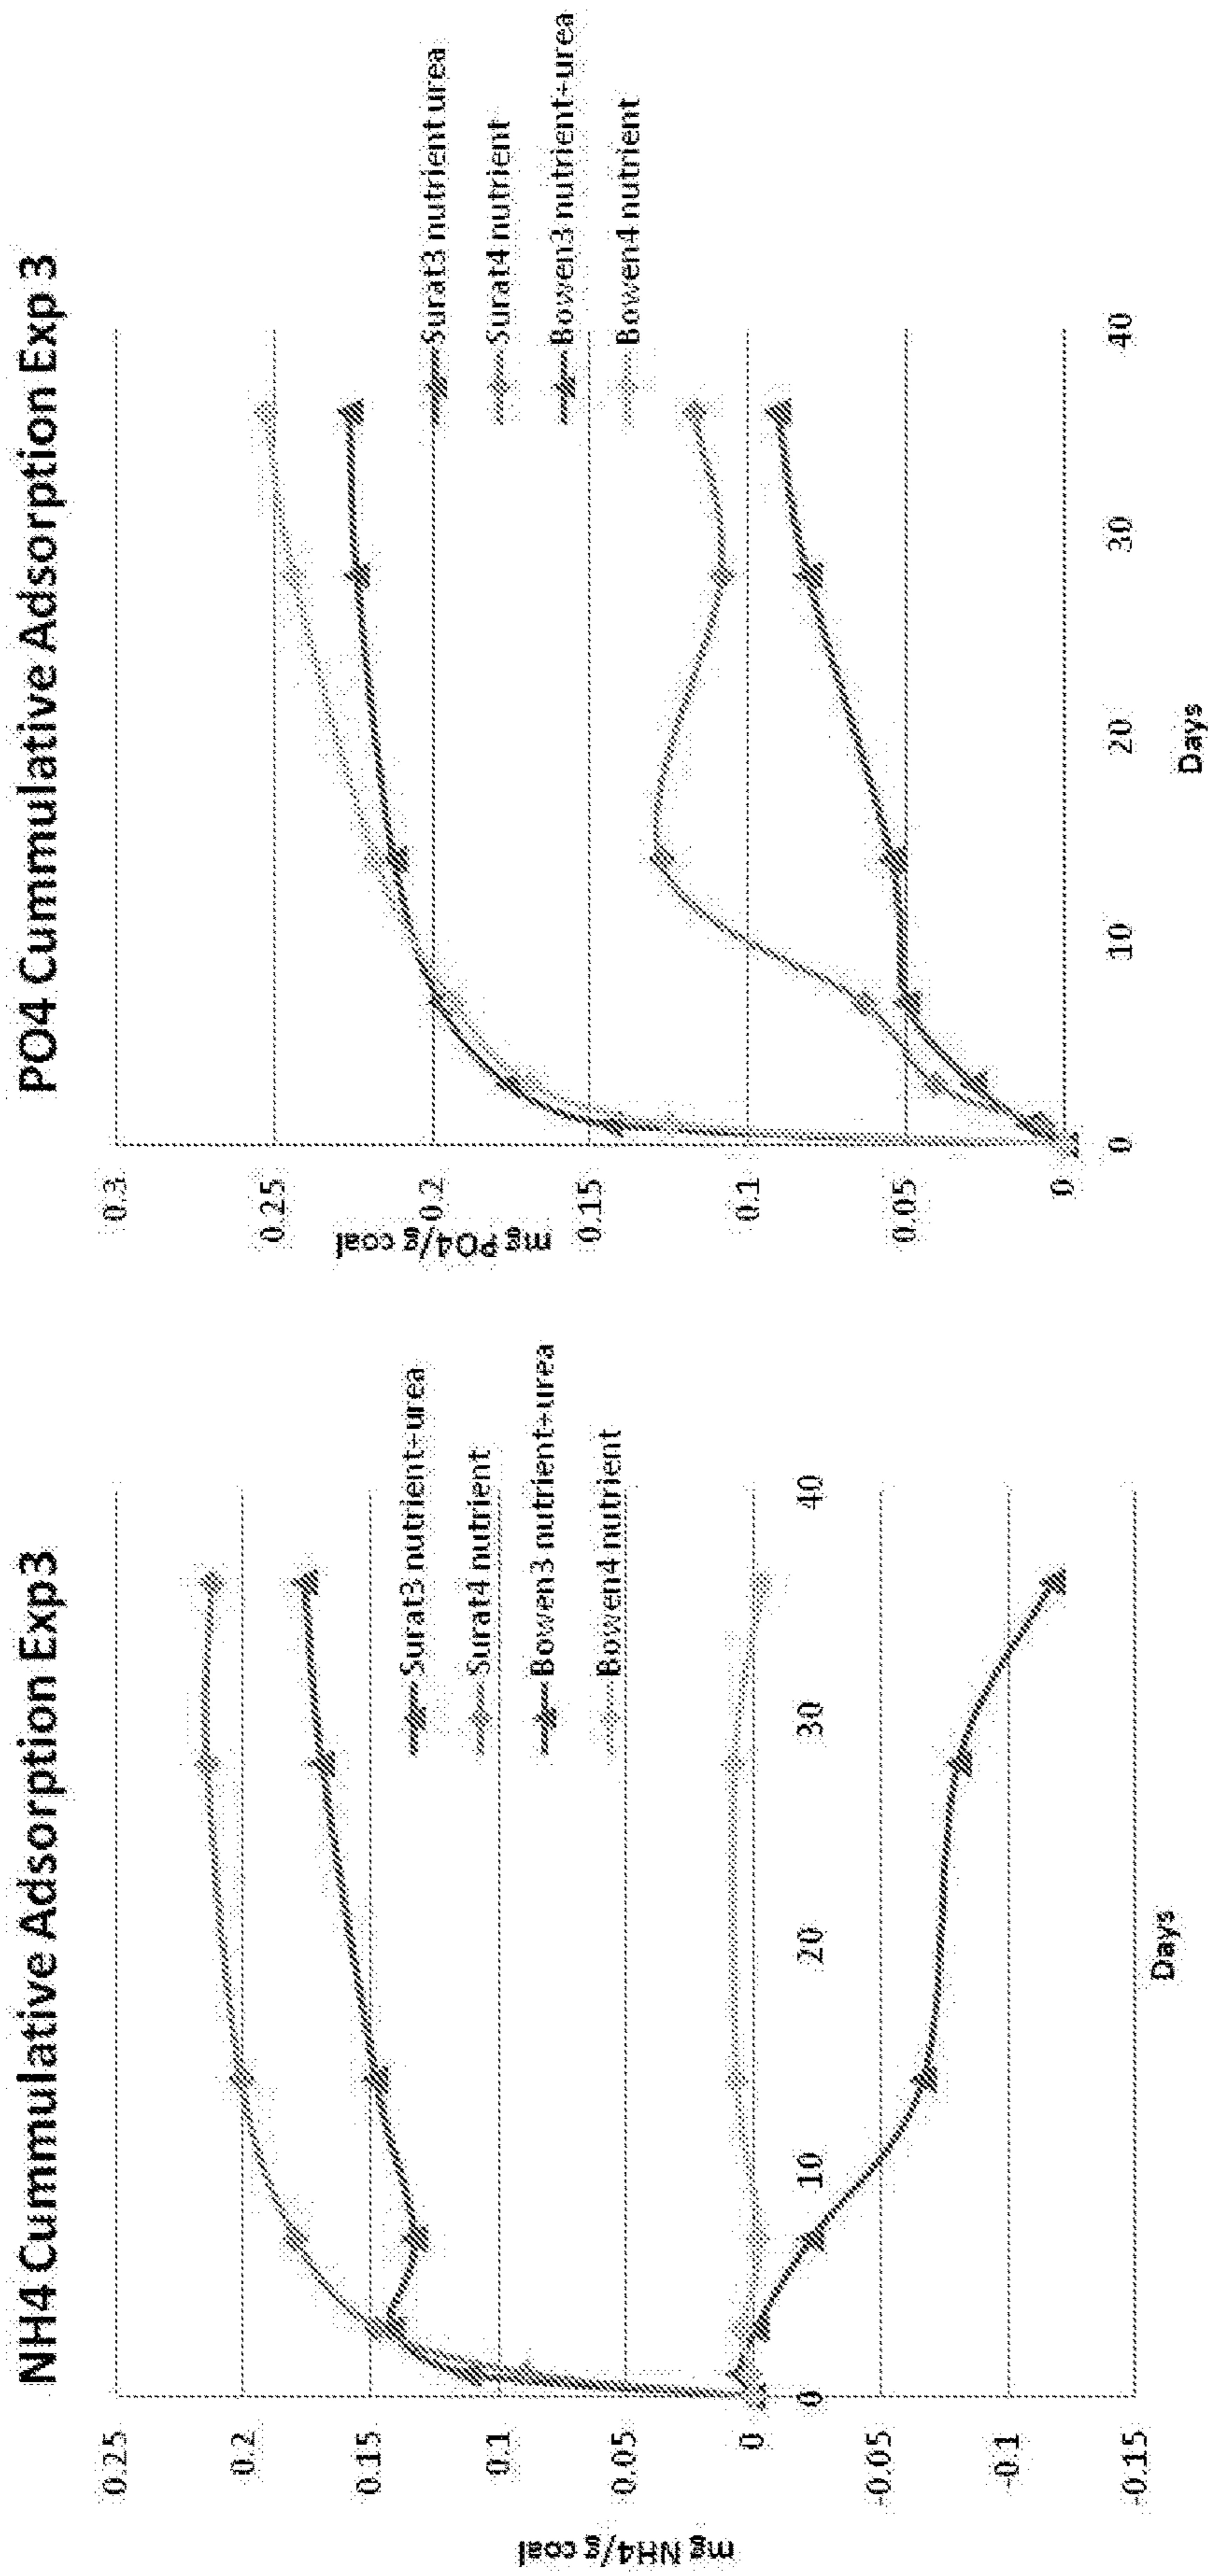 NH4 Cummulative Adsorption Exp3
0.25
0.2
0.15
0.1
0.05
0
-0.05
-0.1
-0.15
mg NH4/g coal
0
10
20
30
40
Days
Surat3 nutrient+urea
Surat4 nutrient
Bowen3 nutrient+urea
Bowen4 nutrient
PO4 Cummulative Adsorption Exp 3
0.3
0.25
0.2
0.15
0.1
0.05
0
mg PO4/g coal
0
10
20
30
40
Days
Surat3 nutrient urea
Surat4 nutrient
Bowen3 nutrient+urea
Bowen4 nutrient